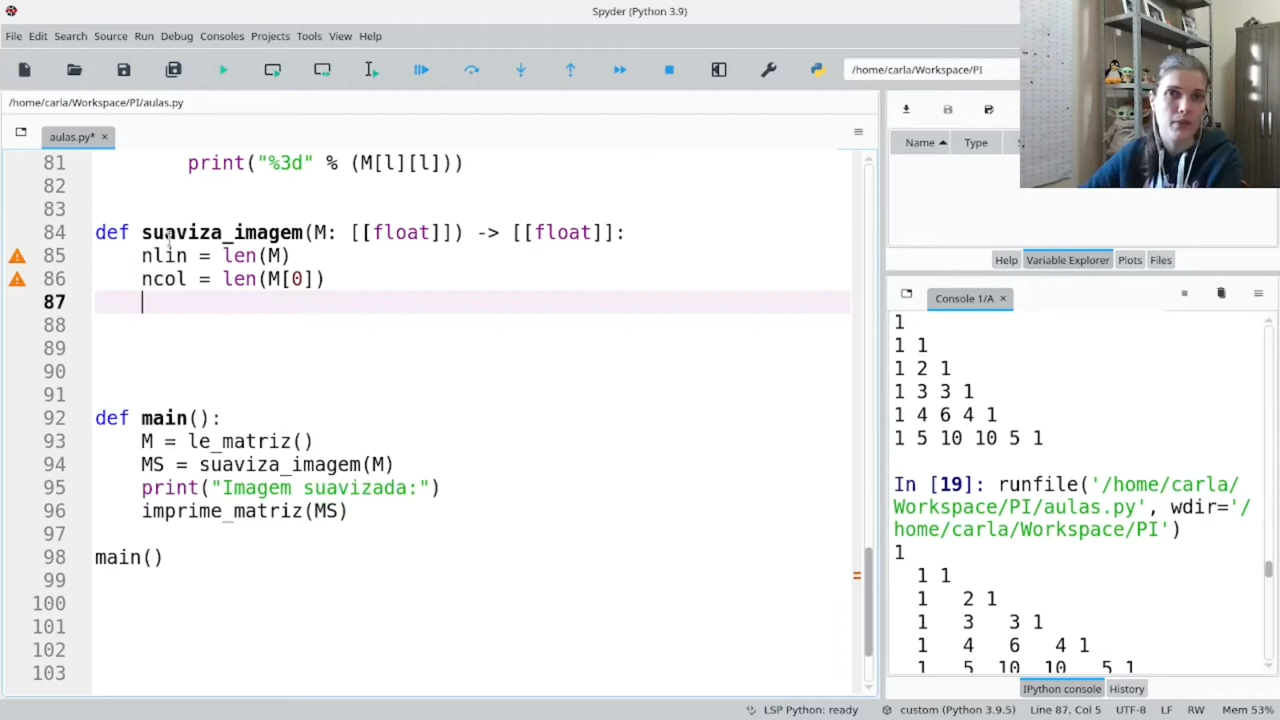 Spyder (Python 3.9)
File Edit Search Source Run Debug Consoles Projects Tools View Help
/home/carla/Workspace/PI
/home/carla/Workspace/PI/aulas.py
aulas.py*
81 print("%3d" % (M[l][l]))
82
83
84 def suaviza_imagem(M: [[float]]) -> [[float]]:
85 nlin = len(M)
86 ncol = len(M[0])
87
88
89
90
91
92 def main():
93 M = le_matriz()
94 MS = suaviza_imagem(M)
95 print("Imagem suavizada:")
96 imprime_matriz(MS)
97
98 main()
99
100
101
102
103
Name Type
Help Variable Explorer Plots Files
Console 1/A
1
1 1
1 2 1
1 3 3 1
1 4 6 4 1
1 5 10 10 5 1
In [19]: runfile('/home/carla/
Workspace/PI/aulas.py', wdir='/
home/carla/Workspace/PI')
1
1 1
1 2 1
1 3 3 1
1 4 6 4 1
1 5 10 10 5 1
IPython console History
LSP Python: ready custom (Python 3.9.5) Line 87, Col 5 UTF-8 LF RW Mem 53%